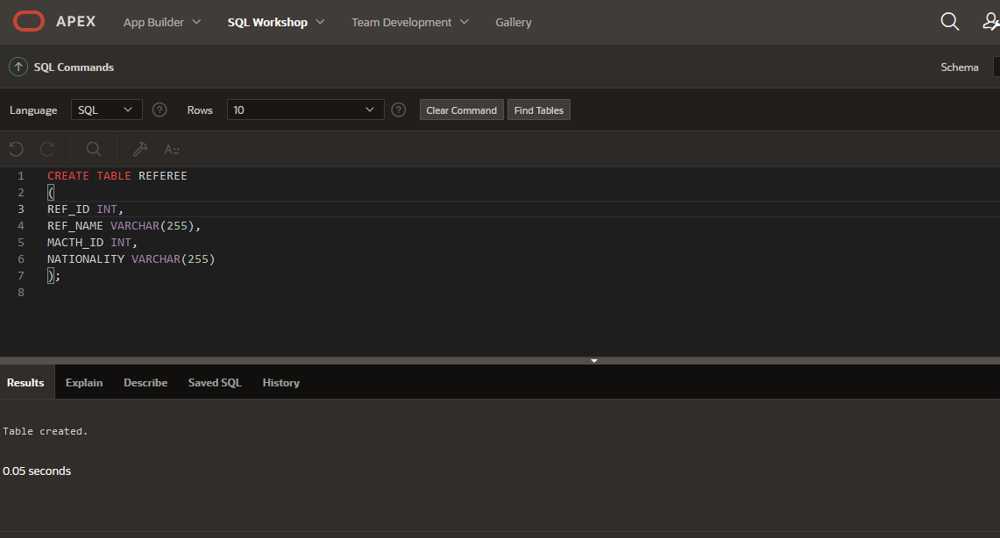 APEX App Builder SQL Workshop Team Development Gallery
SQL Commands Schema
Language SQL ? Rows 10 ? Clear Command Find Tables
A
1 CREATE TABLE REFEREE
2 (
3 REF_ID INT,
4 REF_NAME VARCHAR(255),
5 MACTH_ID INT,
6 NATIONALITY VARCHAR(255)
7 );
8
Results Explain Describe Saved SQL History
Table created.
0.05 seconds